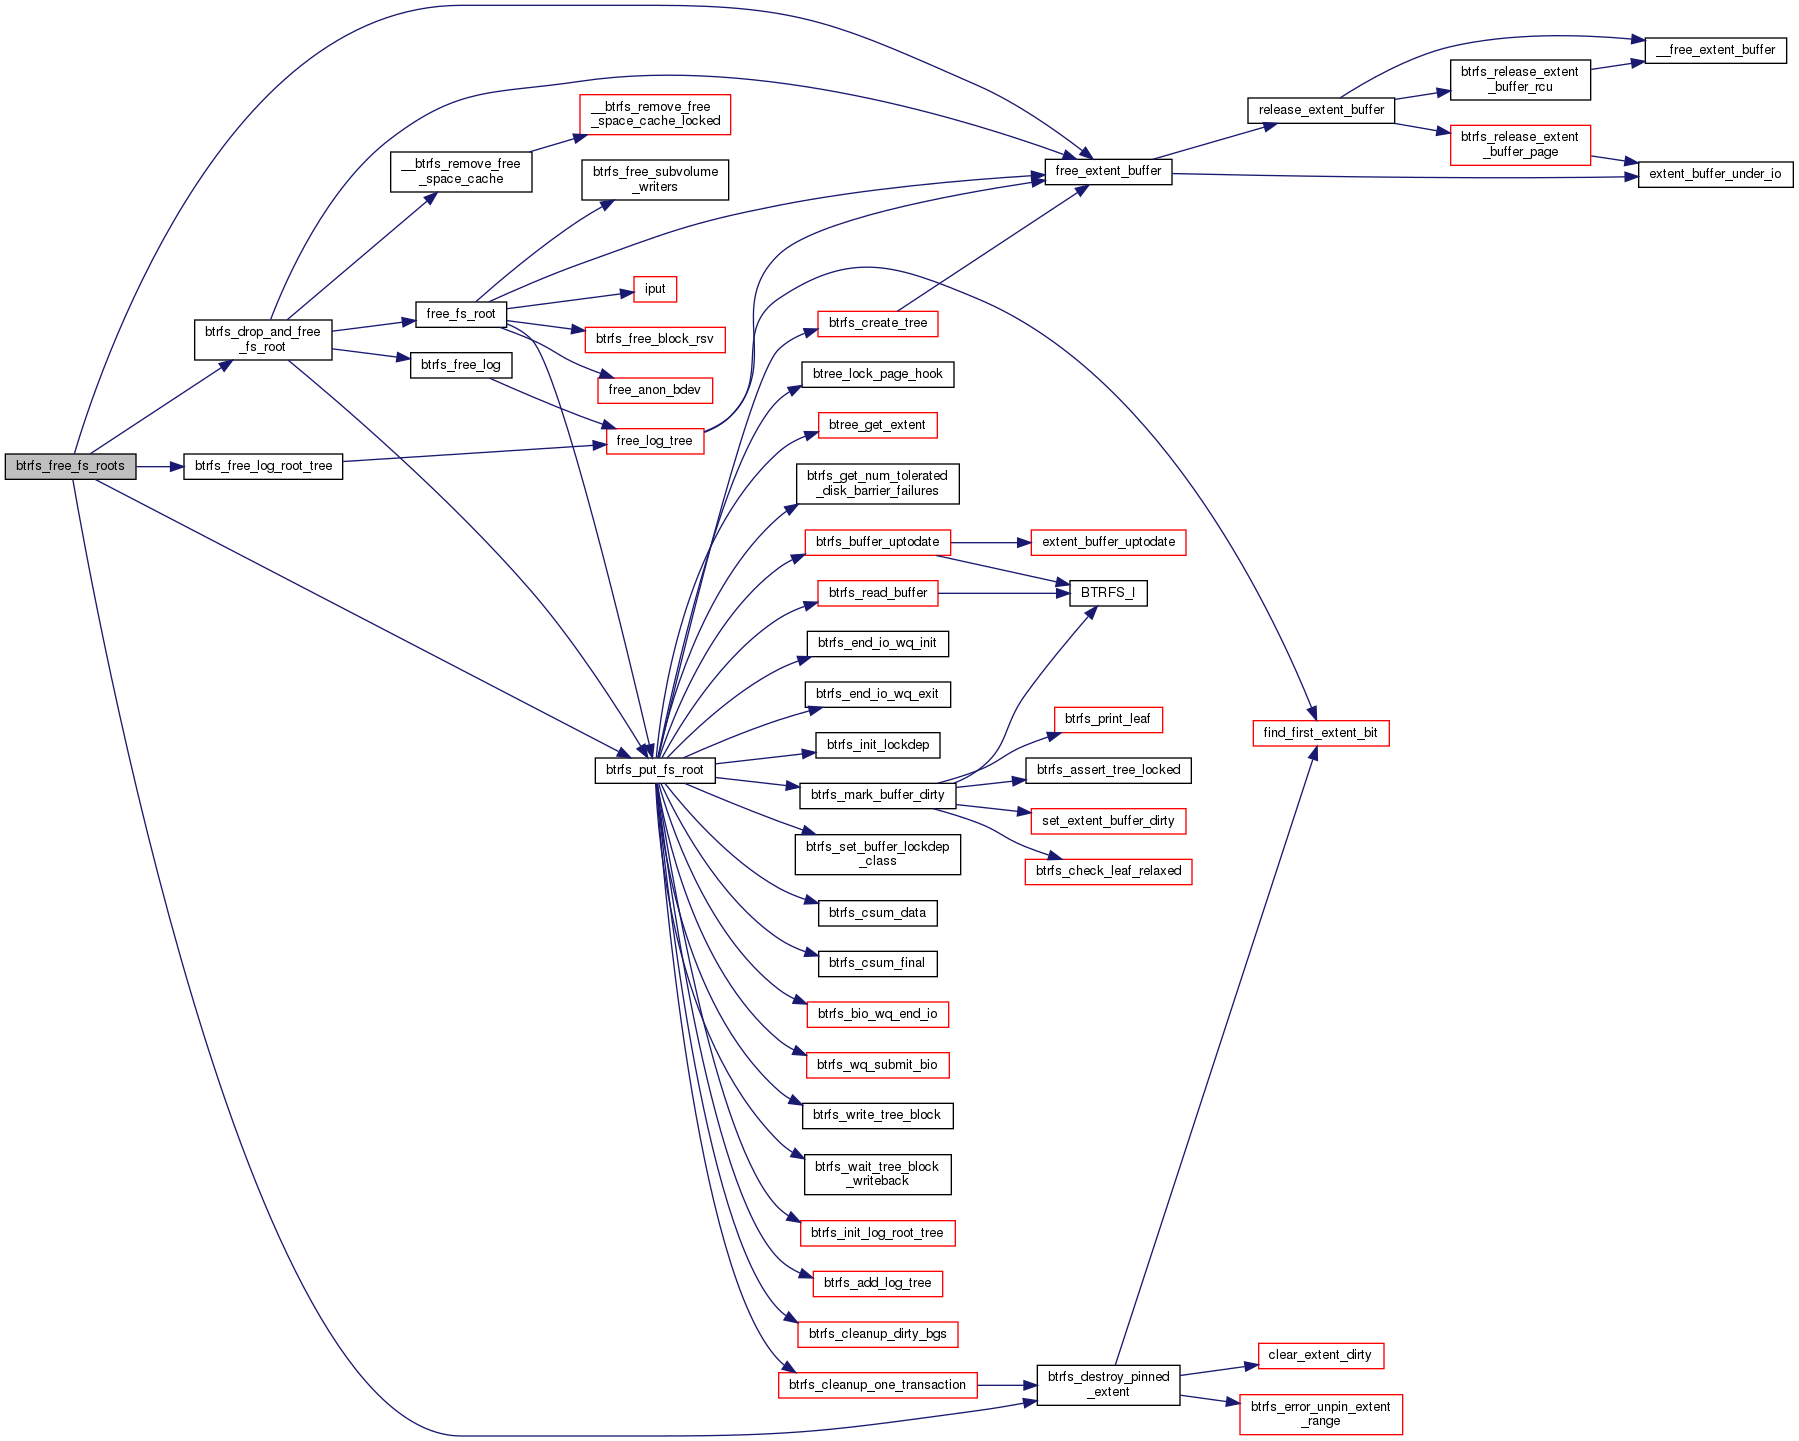 btrfs_free_fs_roots
btrfs_drop_and_free
_fs_root
btrfs_free_log_root_tree
__btrfs_remove_free
_space_cache
free_fs_root
btrfs_free_log
__btrfs_remove_free
_space_cache_locked
btrfs_free_subvolume
_writers
iput
btrfs_free_block_rsv
free_anon_bdev
free_log_tree
btrfs_put_fs_root
btrfs_create_tree
btree_lock_page_hook
btree_get_extent
btrfs_get_num_tolerated
_disk_barrier_failures
btrfs_buffer_uptodate
btrfs_read_buffer
btrfs_end_io_wq_init
btrfs_end_io_wq_exit
btrfs_init_lockdep
btrfs_mark_buffer_dirty
btrfs_set_buffer_lockdep
_class
btrfs_csum_data
btrfs_csum_final
btrfs_bio_wq_end_io
btrfs_wq_submit_bio
btrfs_write_tree_block
btrfs_wait_tree_block
_writeback
btrfs_init_log_root_tree
btrfs_add_log_tree
btrfs_cleanup_dirty_bgs
btrfs_cleanup_one_transaction
free_extent_buffer
extent_buffer_uptodate
BTRFS_I
btrfs_print_leaf
btrfs_assert_tree_locked
set_extent_buffer_dirty
btrfs_check_leaf_relaxed
btrfs_destroy_pinned
_extent
release_extent_buffer
find_first_extent_bit
clear_extent_dirty
btrfs_error_unpin_extent
_range
btrfs_release_extent
_buffer_rcu
btrfs_release_extent
_buffer_page
__free_extent_buffer
extent_buffer_under_io